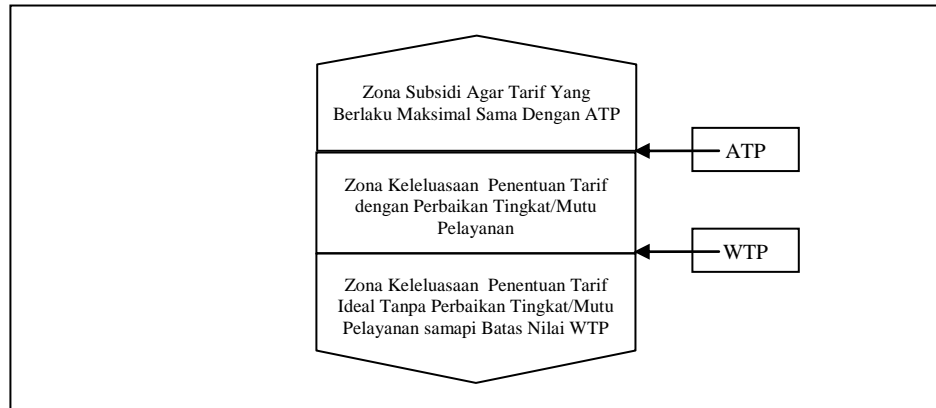 Zona Subsidi Agar Tarif Yang
Berlaku Maksimal Sama Dengan ATP
ATP
Zona Keleluasaan Penentuan Tarif
dengan Perbaikan Tingkat/Mutu
Pelayanan
WTP
Zona Keleluasaan Penentuan Tarif
Ideal Tanpa Perbaikan Tingkat/Mutu
Pelayanan samapi Batas Nilai WTP